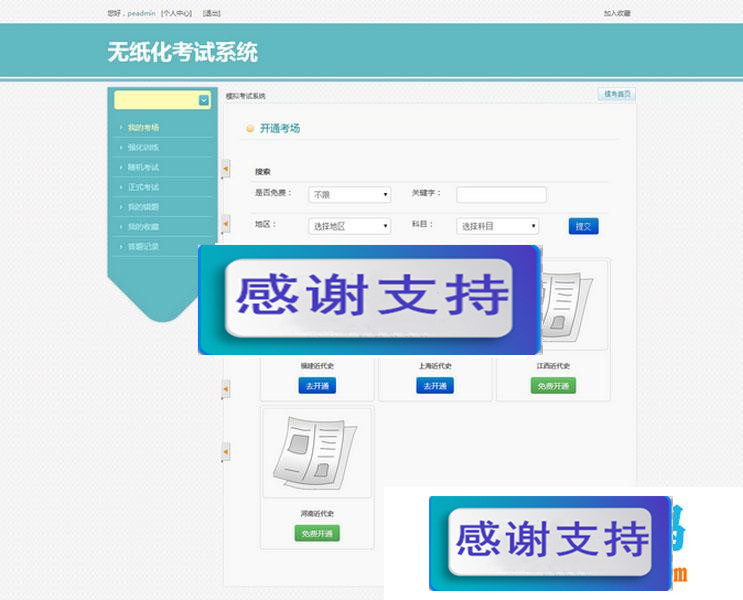 您好，peadmin [个人中心] [退出] 加入收藏
无纸化考试系统
模拟考试系统
我的考场
强化训练
随机考试
正式考试
我的错题
我的收藏
答题记录
开通考场
搜索
是否免费： 不限 关键字：
地区： 选择地区 科目： 选择科目 提交
感谢支持
福建近代史 上海近代史 江西近代史
去开通 去开通 免费开通
河南近代史
免费开通
感谢支持